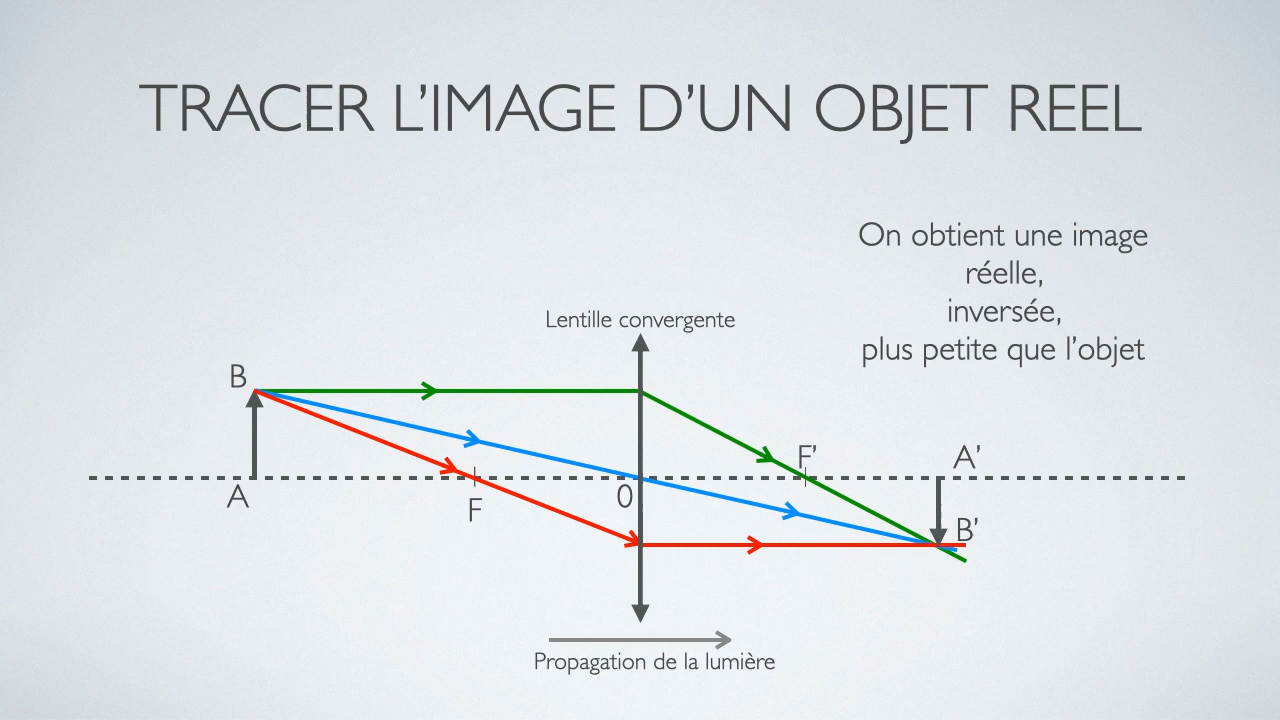 TRACER L’IMAGE D’UN OBJET REEL
On obtient une image
réelle,
inversée,
plus petite que l’objet
Lentille convergente
B
F’
A’
A
F
0
B’
Propagation de la lumière